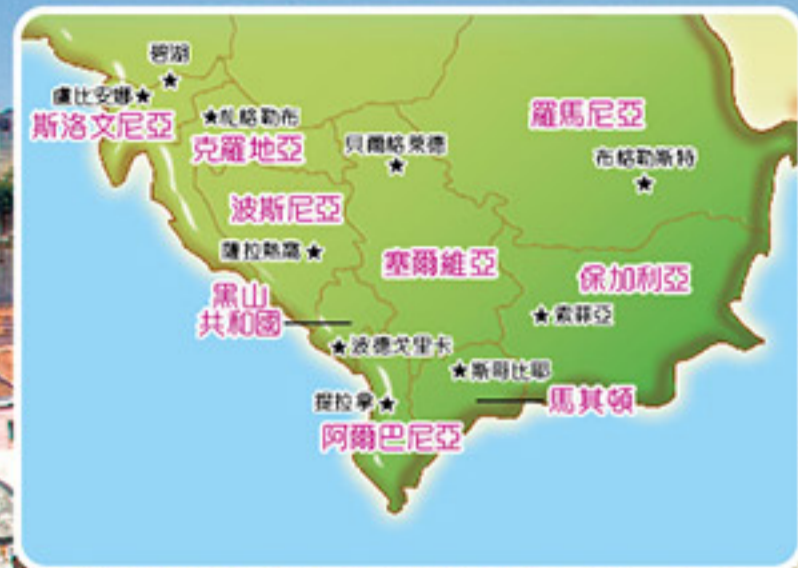 碧湖
盧比安娜
斯洛文尼亞
札格勒布
克羅地亞
貝爾格萊德
羅馬尼亞
布格勒斯特
波斯尼亞
薩拉熱窩
塞爾維亞
保加利亞
黑山
共和國
索菲亞
波德戈里卡
斯哥比耶
提拉拿
馬其頓
阿爾巴尼亞